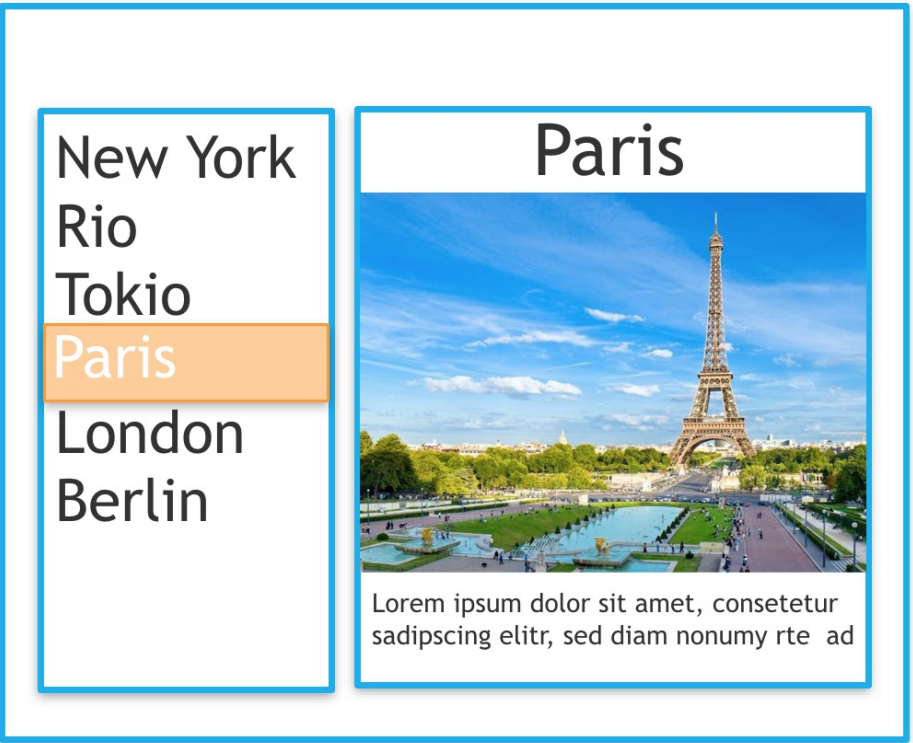 New York
Rio
Tokio
Paris
London
Berlin
Paris
Lorem ipsum dolor sit amet, consetetur
sadipscing elitr, sed diam nonumy rte ad